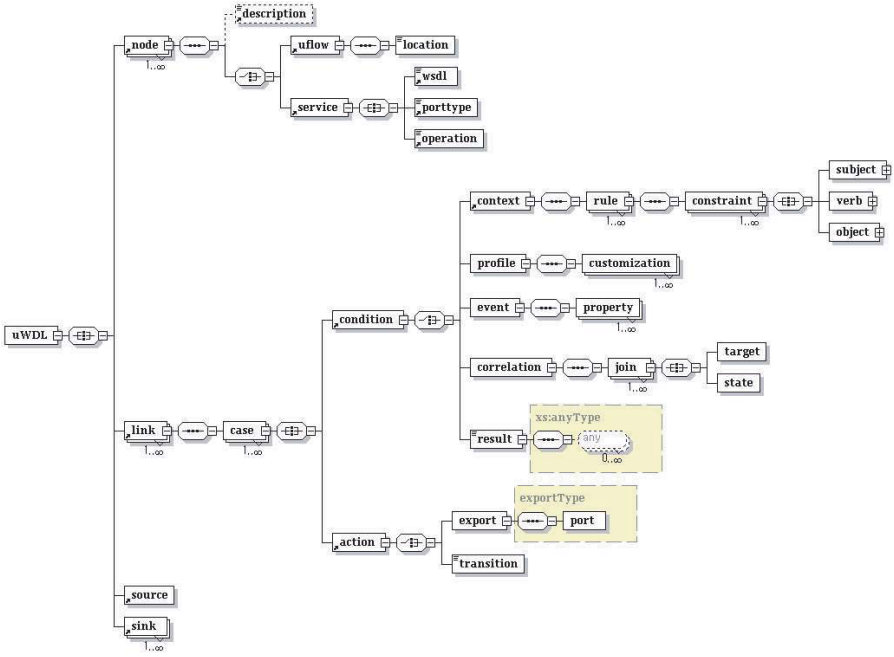 description
node
1..∞
uflow
location
wsdl
service
porttype
operation
subject
context
rule
1..∞
constraint
1..∞
verb
object
profile
customization
1..∞
event
property
1..∞
condition
uWDL
correlation
join
1..∞
target
state
link
1..∞
case
1..∞
result
xs:anyType
any
0..∞
exportType
export
port
action
transition
source
sink
1..∞